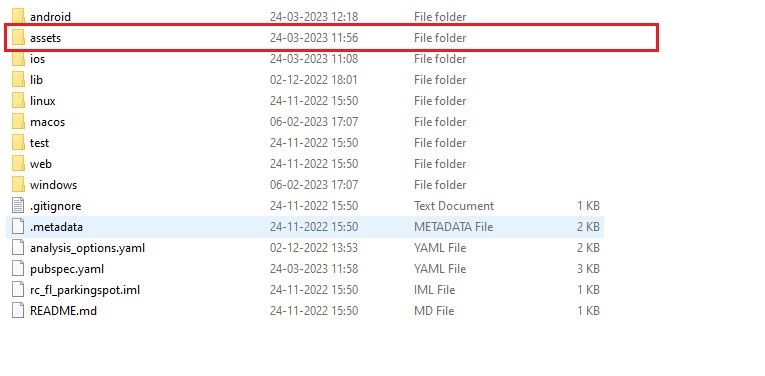 android 24-03-2023 12:18 File folder
assets 24-03-2023 11:56 File folder
ios 24-03-2023 11:08 File folder
lib 02-12-2022 18:01 File folder
linux 24-11-2022 15:50 File folder
macos 06-02-2023 17:07 File folder
test 24-11-2022 15:50 File folder
web 24-11-2022 15:50 File folder
windows 06-02-2023 17:07 File folder
.gitignore 24-11-2022 15:50 Text Document 1 KB
.metadata 24-11-2022 15:50 METADATA File 2 KB
analysis_options.yaml 02-12-2022 13:53 YAML File 2 KB
pubspec.yaml 24-03-2023 11:58 YAML File 3 KB
rc_fl_parkingspot.iml 24-11-2022 15:50 IML File 1 KB
README.md 24-11-2022 15:50 MD File 1 KB